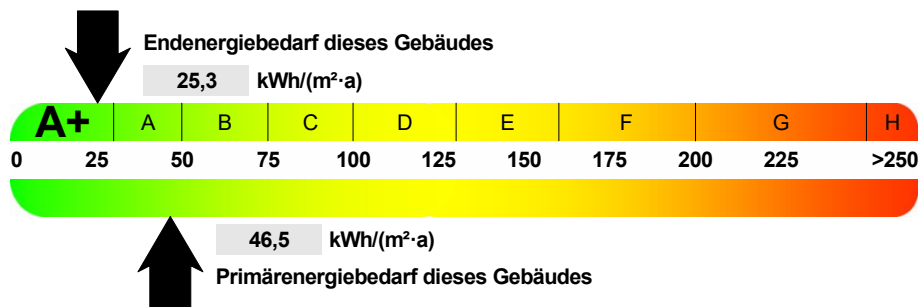 Endenergiebedarf dieses Gebäudes
25,3 kWh/(m²·a)
A+ A B C D E F G H
0 25 50 75 100 125 150 175 200 225 >250
46,5 kWh/(m²·a)
Primärenergiebedarf dieses Gebäudes